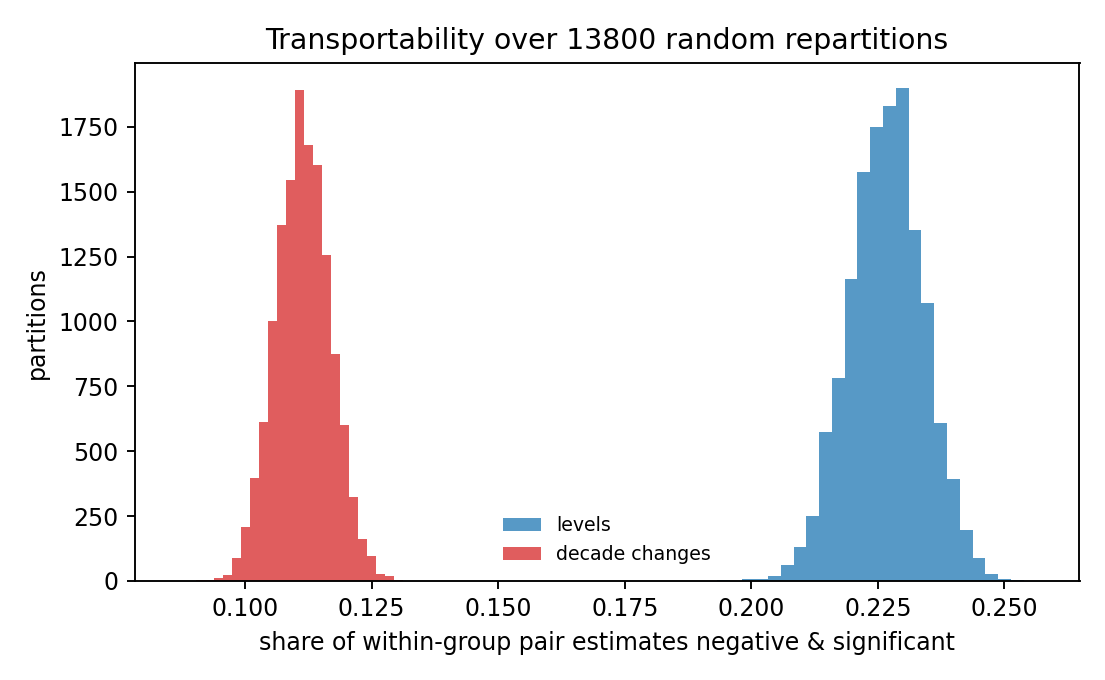 Transportability over 13800 random repartitions
partitions
1750
1500
1250
1000
750
500
250
0
levels
decade changes
0.100 0.125 0.150 0.175 0.200 0.225 0.250
share of within-group pair estimates negative & significant